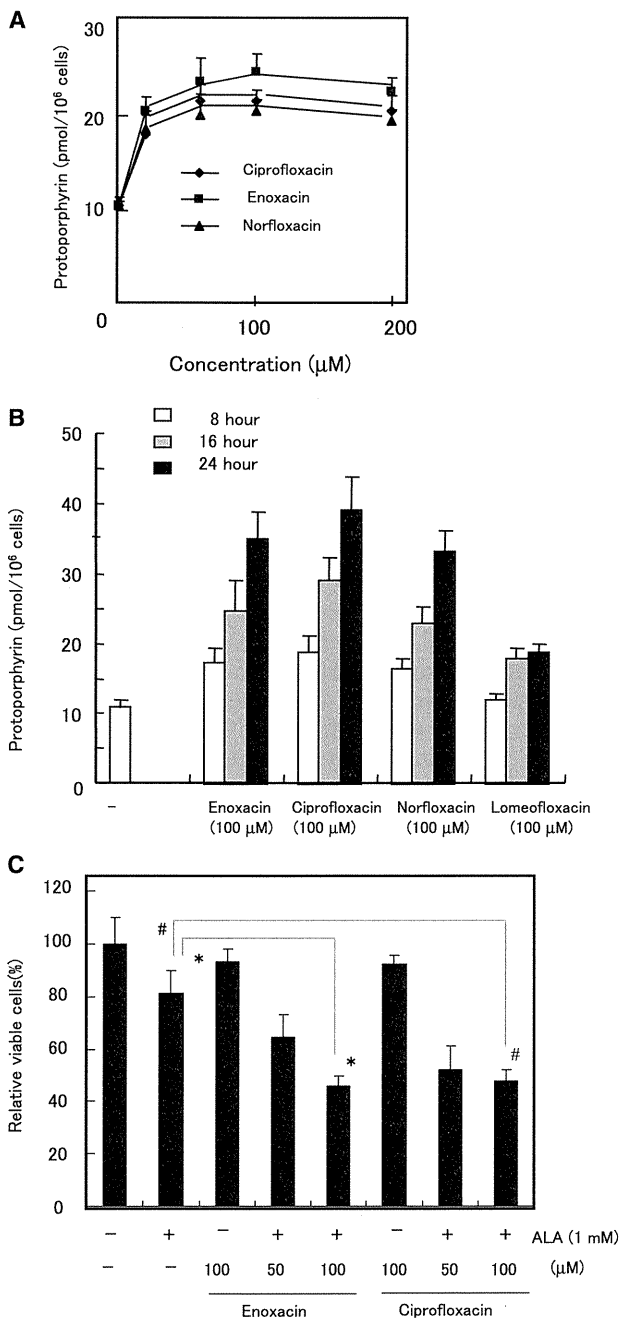 A
30
20
10
0
100
200
Protoporphyrin (pmol/10⁶ cells)
Ciprofloxacin
Enoxacin
Norfloxacin
Concentration (μM)
B
8 hour
16 hour
24 hour
50
40
30
20
10
0
Protoporphyrin (pmol/10⁶ cells)
–
Enoxacin
(100 μM)
Ciprofloxacin
(100 μM)
Norfloxacin
(100 μM)
Lomeofloxacin
(100 μM)
C
120
100
80
60
40
20
0
Relative viable cells(%)
#
*
*
#
– + – + + – + + ALA (1 mM)
– – 100 50 100 100 50 100 (μM)
Enoxacin Ciprofloxacin